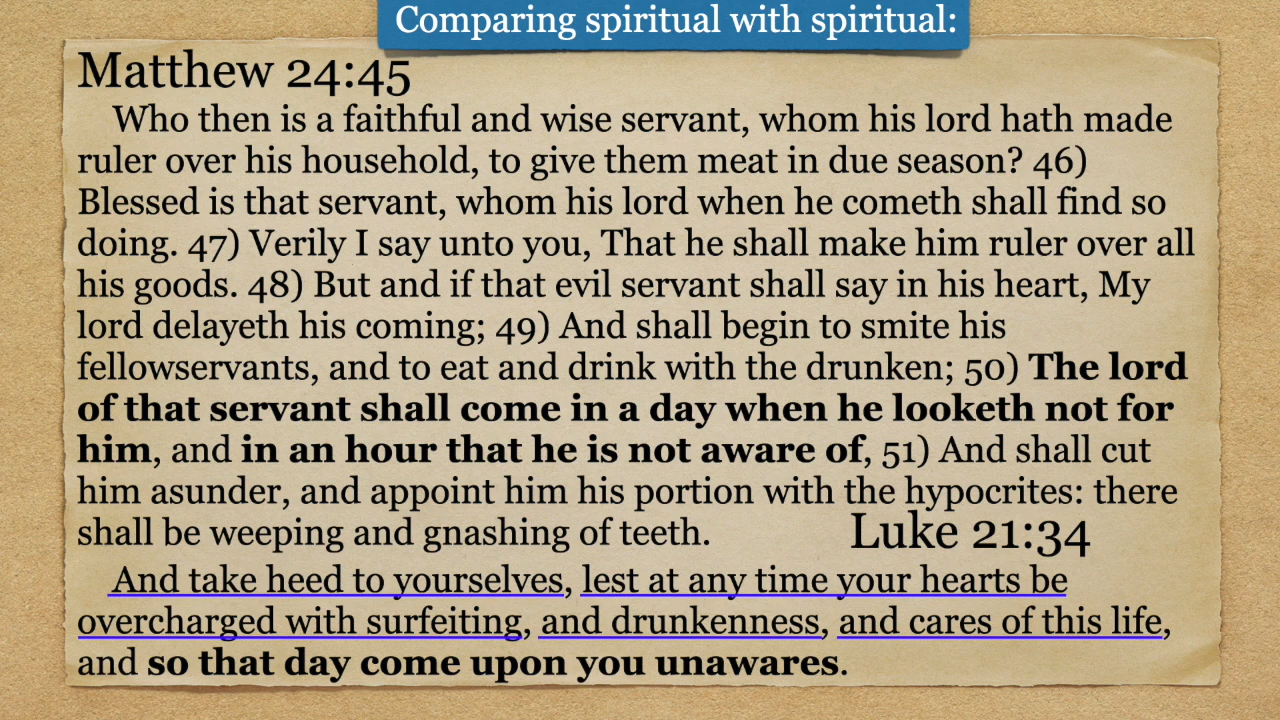 Comparing spiritual with spiritual:
Matthew 24:45
Who then is a faithful and wise servant, whom his lord hath made
ruler over his household, to give them meat in due season? 46)
Blessed is that servant, whom his lord when he cometh shall find so
doing. 47) Verily I say unto you, That he shall make him ruler over all
his goods. 48) But and if that evil servant shall say in his heart, My
lord delayeth his coming; 49) And shall begin to smite his
fellowservants, and to eat and drink with the drunken; 50) The lord
of that servant shall come in a day when he looketh not for
him, and in an hour that he is not aware of, 51) And shall cut
him asunder, and appoint him his portion with the hypocrites: there
shall be weeping and gnashing of teeth. Luke 21:34
And take heed to yourselves, lest at any time your hearts be
overcharged with surfeiting, and drunkenness, and cares of this life,
and so that day come upon you unawares.